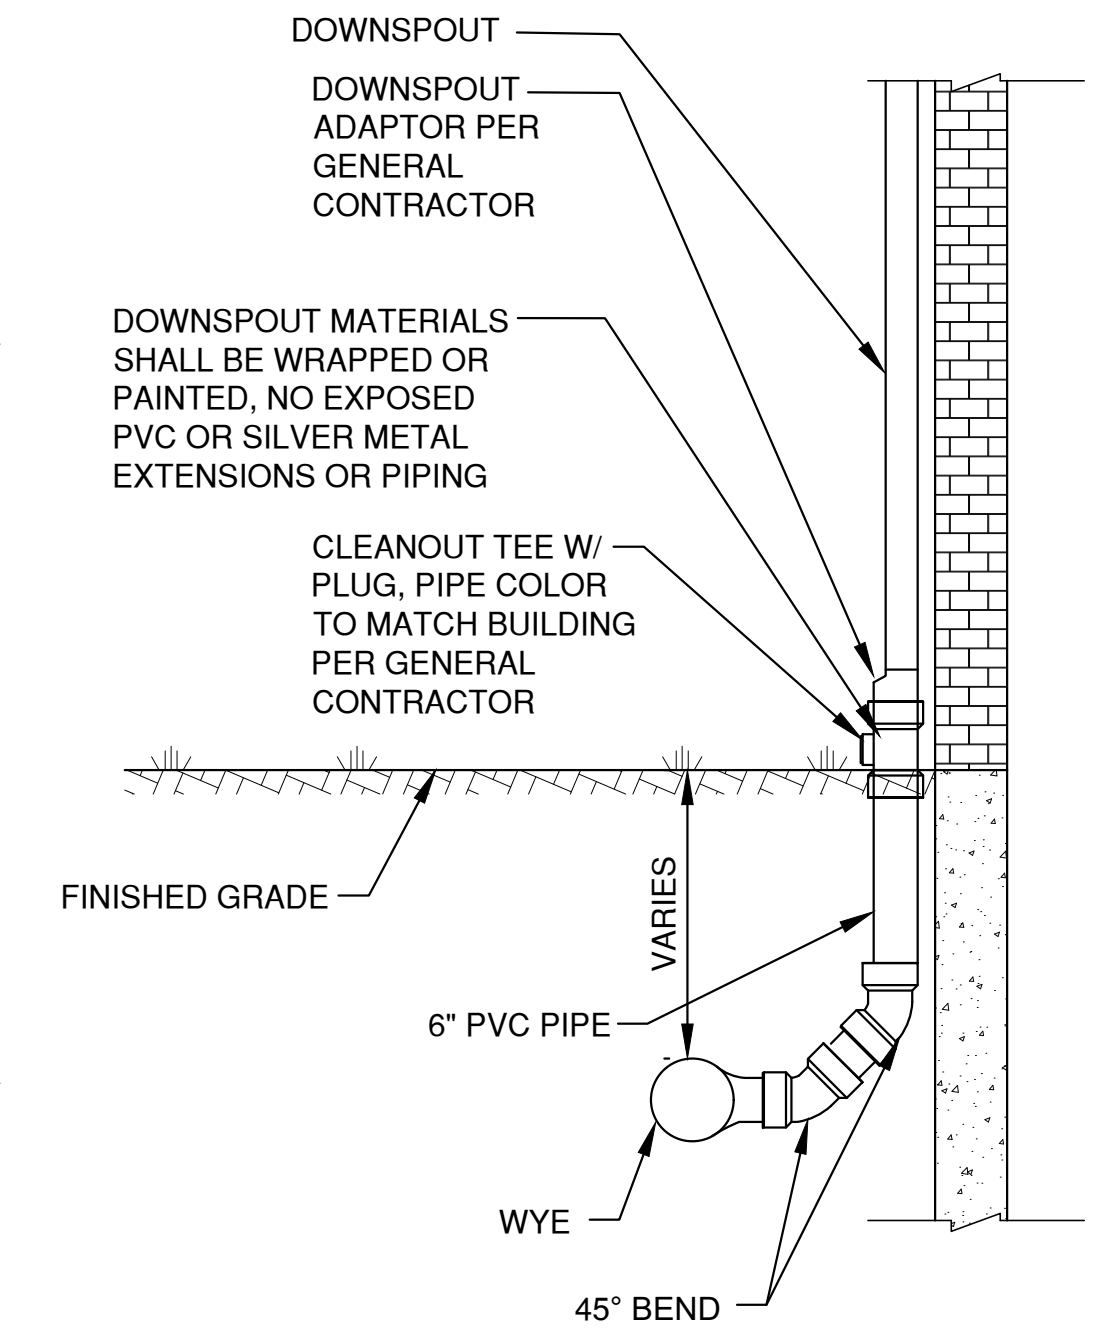 DOWNSPOUT
DOWNSPOUT
ADAPTOR PER
GENERAL
CONTRACTOR
DOWNSPOUT MATERIALS
SHALL BE WRAPPED OR
PAINTED, NO EXPOSED
PVC OR SILVER METAL
EXTENSIONS OR PIPING
CLEANOUT TEE W/
PLUG, PIPE COLOR
TO MATCH BUILDING
PER GENERAL
CONTRACTOR
FINISHED GRADE
VARIES
6" PVC PIPE
WYE
45° BEND